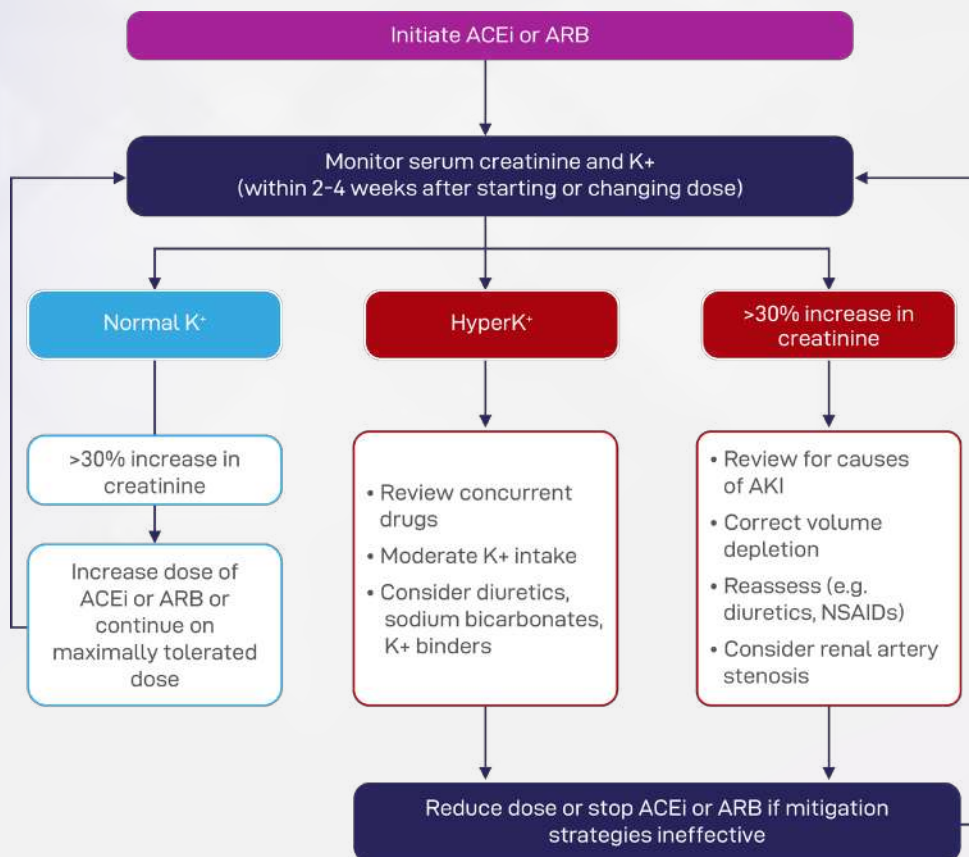 Initiate ACEi or ARB
Monitor serum creatinine and K+
(within 2-4 weeks after starting or changing dose)
Normal K⁺
HyperK⁺
>30% increase in
creatinine
>30% increase in
creatinine
Increase dose of
ACEi or ARB or
continue on
maximally tolerated
dose
• Review concurrent
drugs
• Moderate K+ intake
• Consider diuretics,
sodium bicarbonates,
K+ binders
• Review for causes
of AKI
• Correct volume
depletion
• Reassess (e.g.
diuretics, NSAIDs)
• Consider renal artery
stenosis
Reduce dose or stop ACEi or ARB if mitigation
strategies ineffective